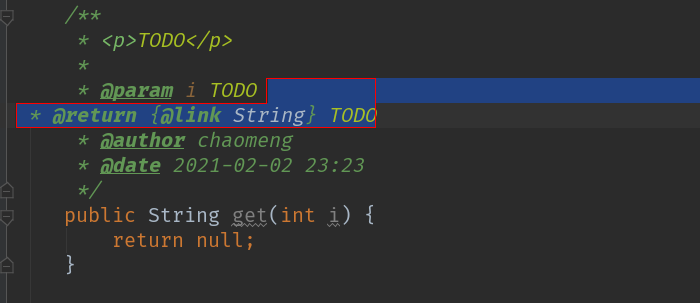 /**
* <p>TODO</p>
*
* @param i TODO
* @return {@link String} TODO
* @author chaomeng
* @date 2021-02-02 23:23
*/
public String get(int i) {
return null;
}